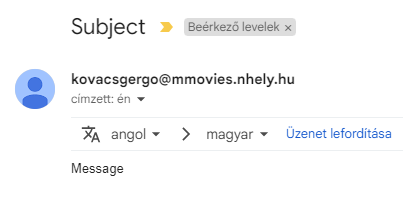 Subject Beérkező levelek ×
kovacsgergo@mmovies.nhely.hu
címzett: én
angol magyar Üzenet lefordítása
Message